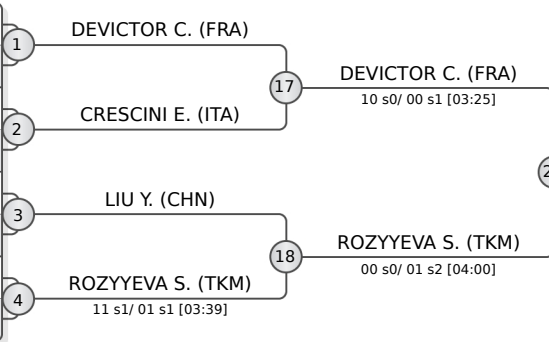 DEVICTOR C. (FRA)
1
17
DEVICTOR C. (FRA)
10 s0/ 00 s1 [03:25]
CRESCINI E. (ITA)
2
LIU Y. (CHN)
3
18
ROZYYEVA S. (TKM)
00 s0/ 01 s2 [04:00]
ROZYYEVA S. (TKM)
4
11 s1/ 01 s1 [03:39]